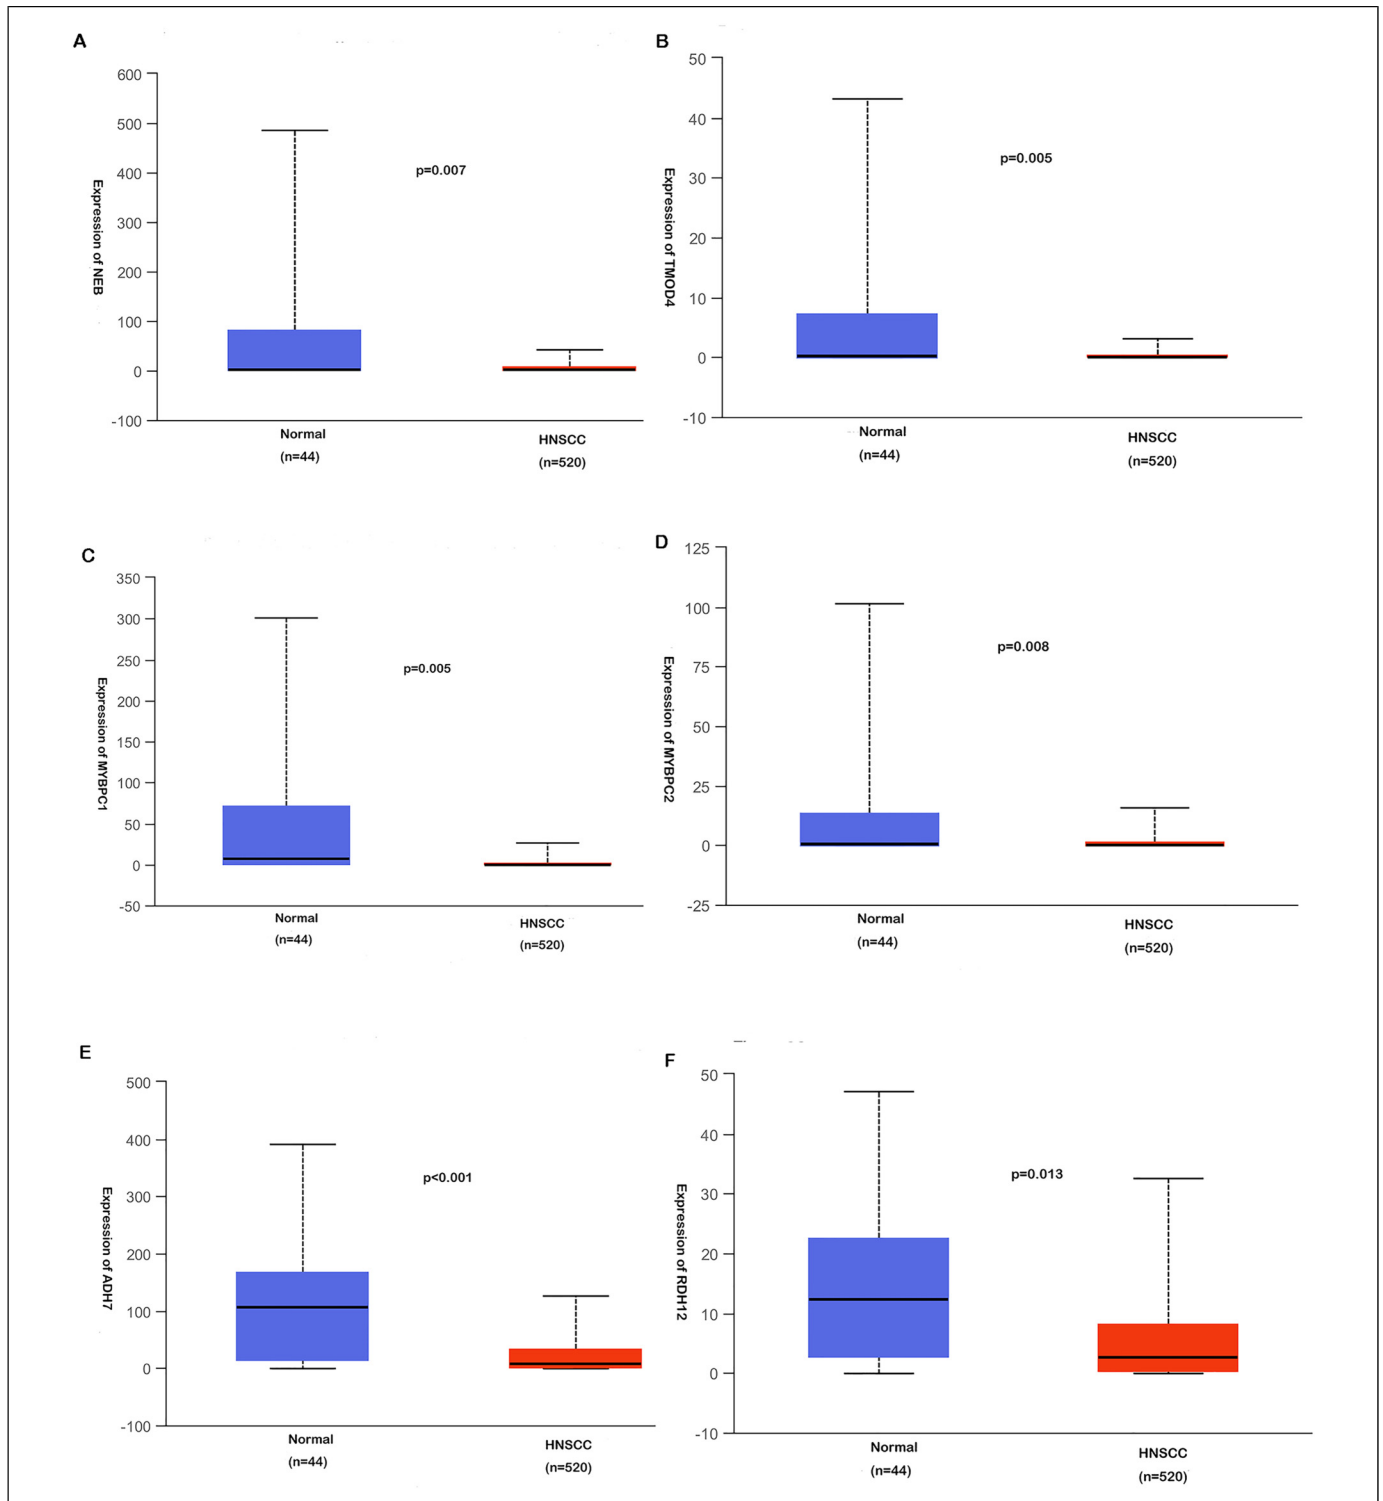 A
600
500
400
300
200
100
0
-100
Expression of NEB
p=0.007
Normal
(n=44)
HNSCC
(n=520)
B
50
40
30
20
10
0
-10
Expression of TMOD4
p=0.005
Normal
(n=44)
HNSCC
(n=520)
C
350
300
250
200
150
100
50
0
-50
Expression of MYBPC1
p=0.005
Normal
(n=44)
HNSCC
(n=520)
D
125
100
75
50
25
0
-25
Expression of MYBPC2
p=0.008
Normal
(n=44)
HNSCC
(n=520)
E
500
400
300
200
100
0
-100
Expression of ADH7
p<0.001
Normal
(n=44)
HNSCC
(n=520)
F
50
40
30
20
10
0
-10
Expression of RDH12
p=0.013
Normal
(n=44)
HNSCC
(n=520)